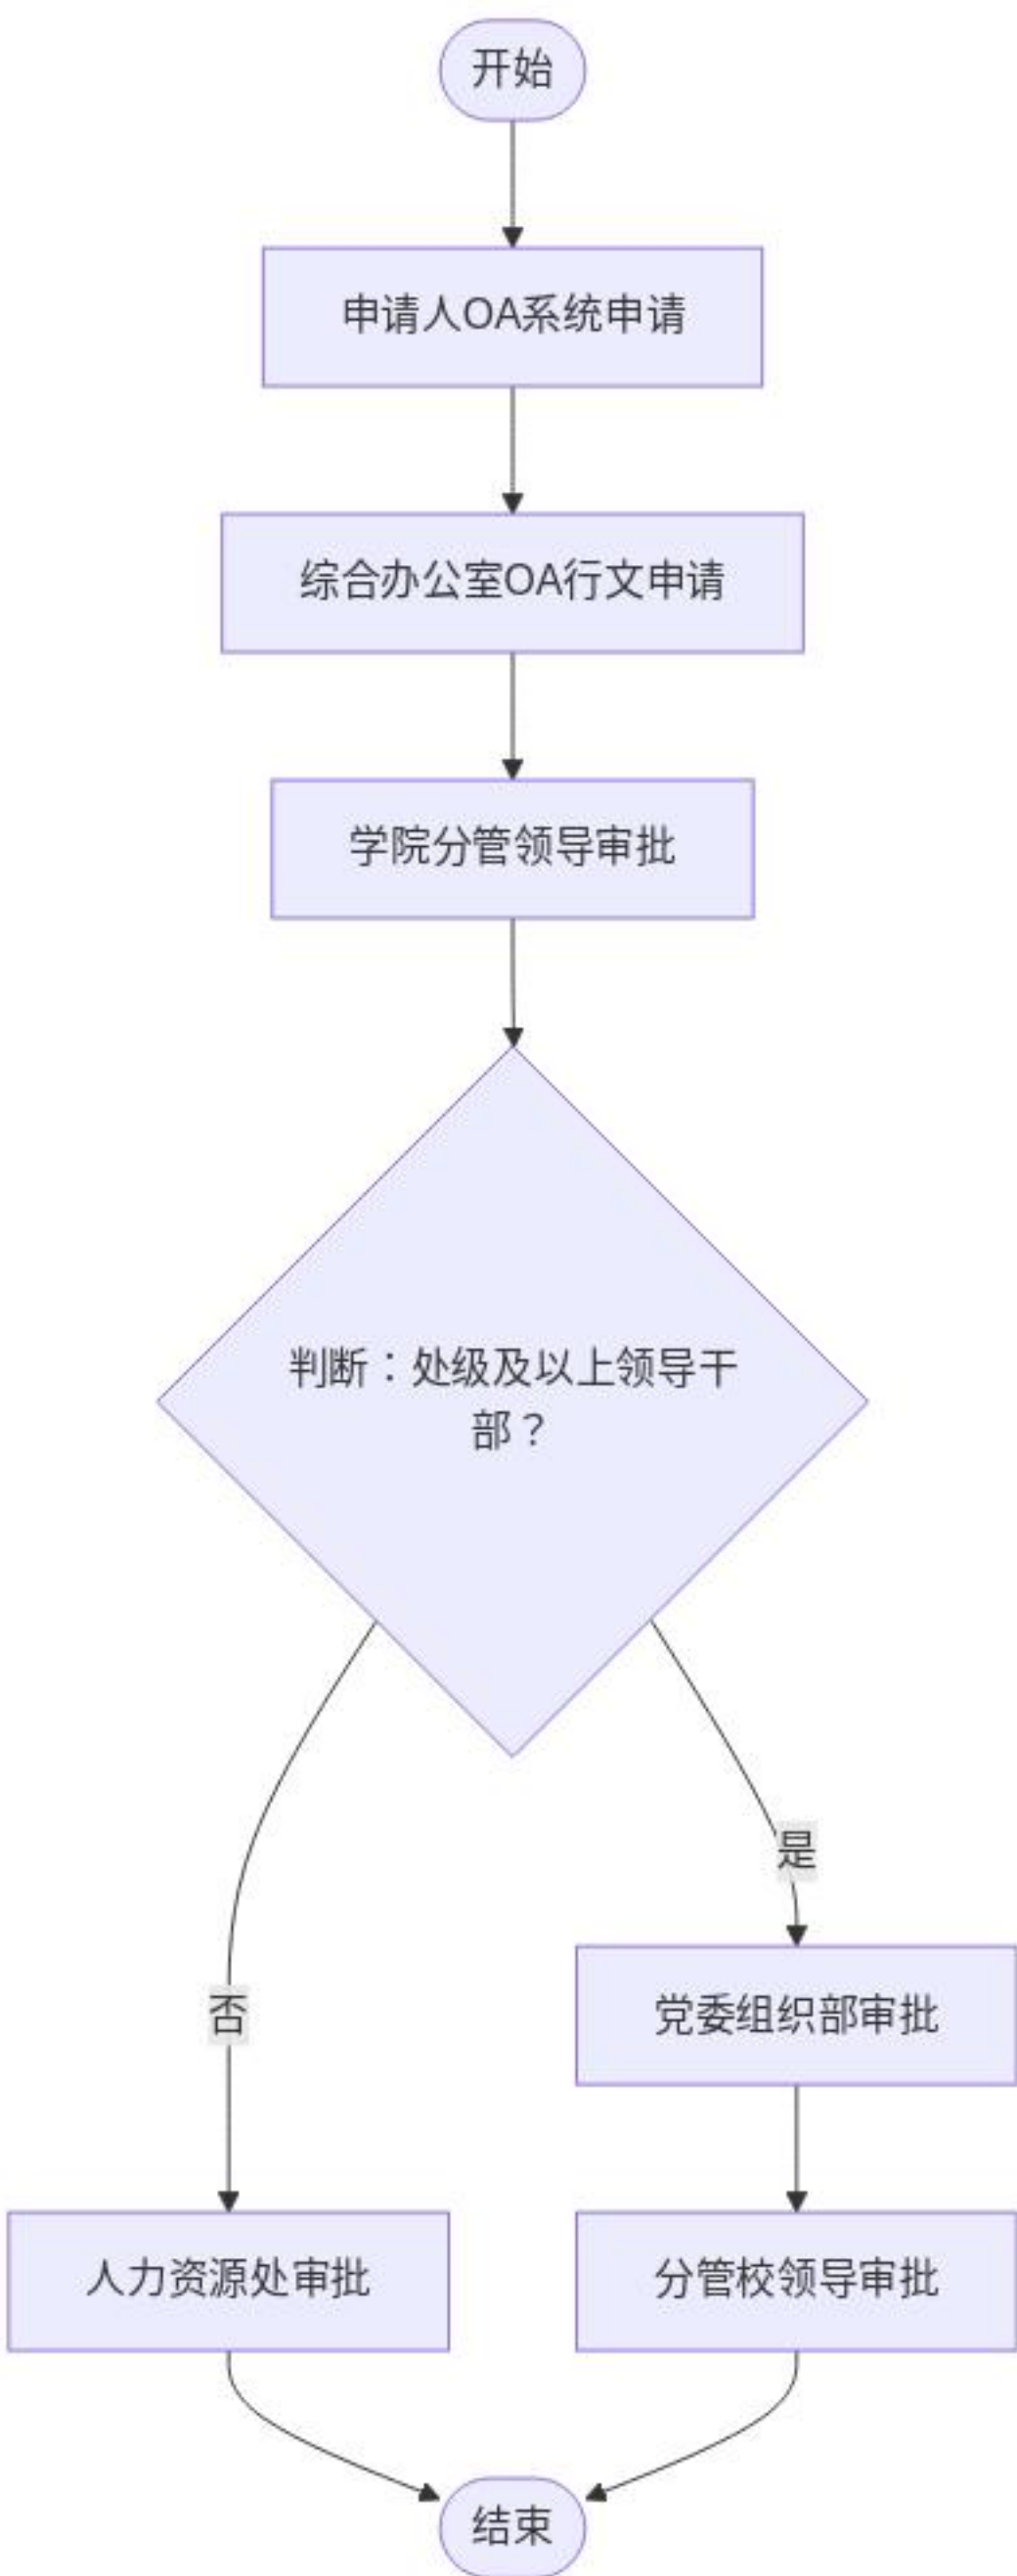 开始
申请人OA系统申请
综合办公室OA行文申请
学院分管领导审批
判断：处级及以上领导干
部？
是
否
党委组织部审批
人力资源处审批
分管校领导审批
结束